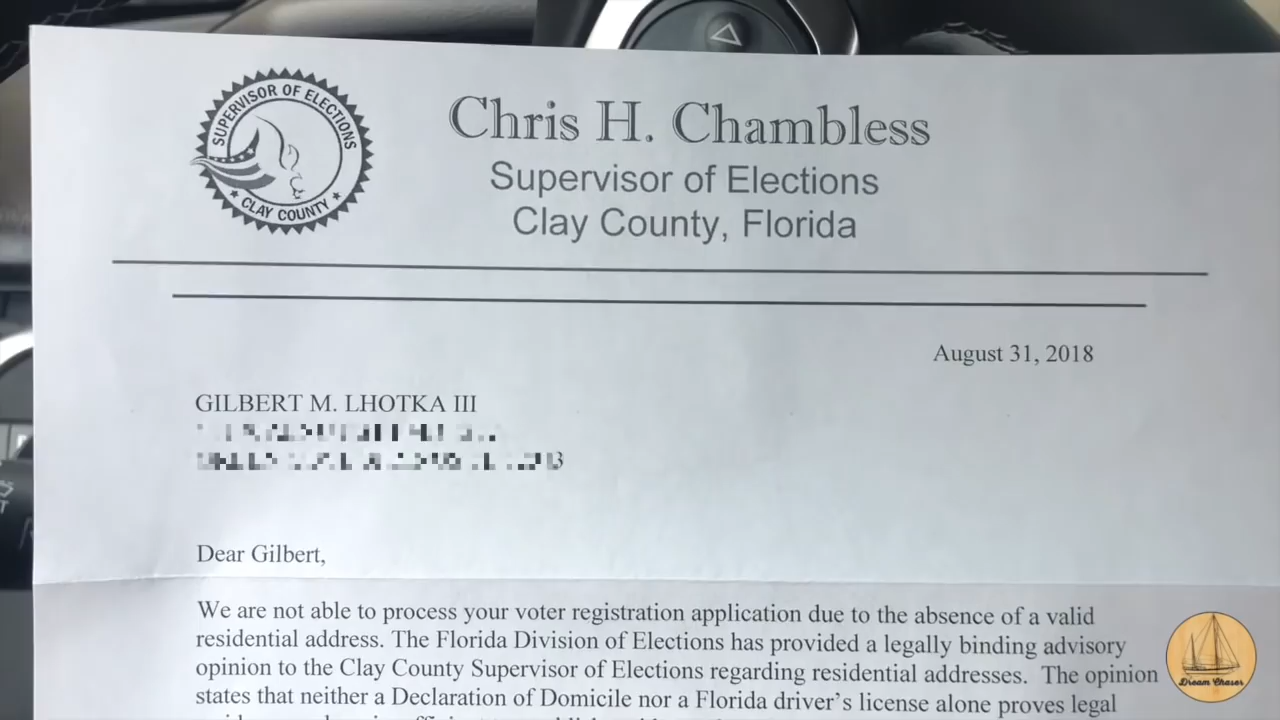 SUPERVISOR OF ELECTIONS
CLAY COUNTY
Chris H. Chambless
Supervisor of Elections
Clay County, Florida
August 31, 2018
GILBERT M. LHOTKA III
Dear Gilbert,
We are not able to process your voter registration application due to the absence of a valid
residential address. The Florida Division of Elections has provided a legally binding advisory
opinion to the Clay County Supervisor of Elections regarding residential addresses. The opinion
states that neither a Declaration of Domicile nor a Florida driver's license alone proves legal
Dream Chaser